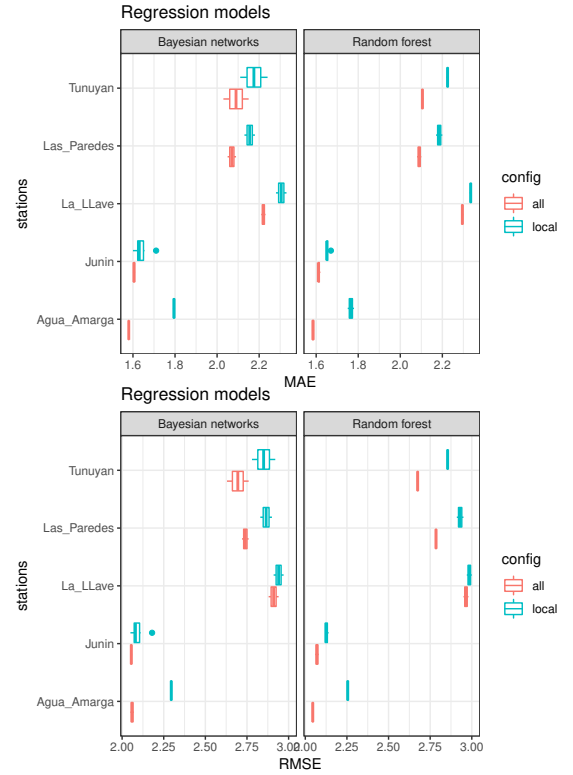 Regression models
Bayesian networks
Random forest
Tunuyan
Las_Paredes
La_LLave
Junin
Agua_Amarga
stations
1.6 1.8 2.0 2.2 1.6 1.8 2.0 2.2
MAE
config
all
local
Regression models
Bayesian networks
Random forest
Tunuyan
Las_Paredes
La_LLave
Junin
Agua_Amarga
stations
2.00 2.25 2.50 2.75 3.00 2.00 2.25 2.50 2.75 3.00
RMSE
config
all
local